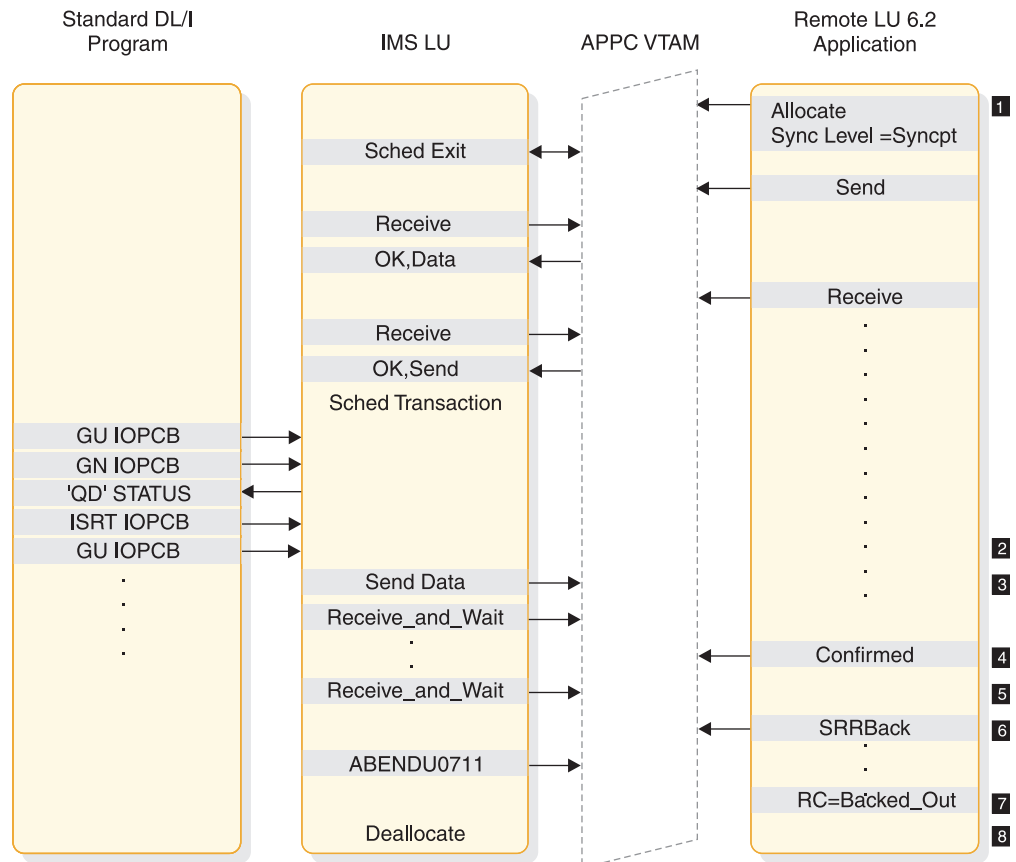 Standard DL/I
Program
IMS LU
APPC VTAM
Remote LU 6.2
Application
Allocate
Sync Level =Syncpt
1
Sched Exit
Send
Receive
OK,Data
Receive
Receive
OK,Send
Sched Transaction
GU IOPCB
GN IOPCB
'QD' STATUS
ISRT IOPCB
GU IOPCB
2
Send Data
3
Receive_and_Wait
Confirmed
4
Receive_and_Wait
5
SRRBack
6
ABENDU0711
RC=Backed_Out
7
Deallocate
8